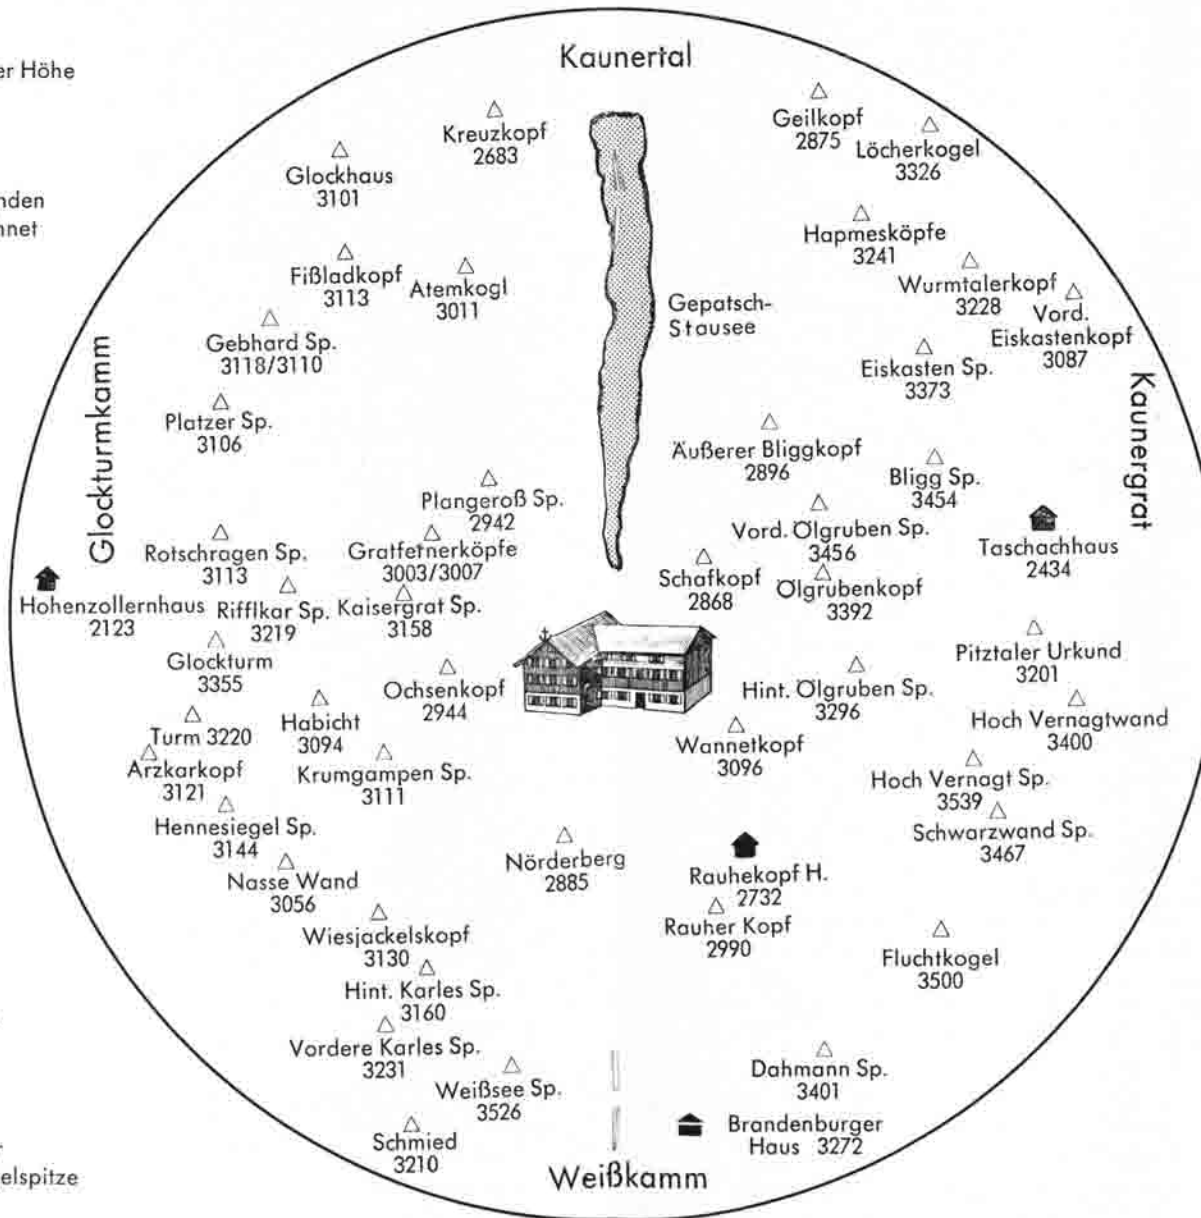 er Höhe
nden
nnet
elspitze
Kaunertal
Kreuzkopf
2683
Geilkopf
2875
Löcherkogel
3326
Glockhaus
3101
Hapmesköpfe
3241
Fißladkopf
3113
Atemkogl
3011
Wurmtalerkopf
3228
Vord.
Eiskastenkopf
3087
Gepatsch-
Stausee
Gebhard Sp.
3118/3110
Eiskasten Sp.
3373
Glockturmkamm
Kaunergrat
Platzer Sp.
3106
Äußerer Bliggkopf
2896
Bligg Sp.
3454
Plangeroß Sp.
2942
Vord. Ölgruben Sp.
3456
Taschachhaus
2434
Rotschragen Sp.
3113
Gratfetnerköpfe
3003/3007
Schafkopf
2868
Ölgrubenkopf
3392
Hohenzollernhaus
2123
Rifflkar Sp.
3219
Kaisergrat Sp.
3158
Glockturm
3355
Pitztaler Urkund
3201
Ochsenkopf
2944
Hint. Ölgruben Sp.
3296
Hoch Vernagtwand
3400
Turm 3220
Habicht
3094
Wannetkopf
3096
Arzkarkopf
3121
Krumgampen Sp.
3111
Hoch Vernagt Sp.
3539
Hennesiegel Sp.
3144
Schwarzwand Sp.
3467
Nörderberg
2885
Rauhekopf H.
2732
Nasse Wand
3056
Rauher Kopf
2990
Wiesjackelskopf
3130
Fluchtkogel
3500
Hint. Karles Sp.
3160
Vordere Karles Sp.
3231
Dahmann Sp.
3401
Weißsee Sp.
3526
Brandenburger
Haus 3272
Schmied
3210
Weißkamm